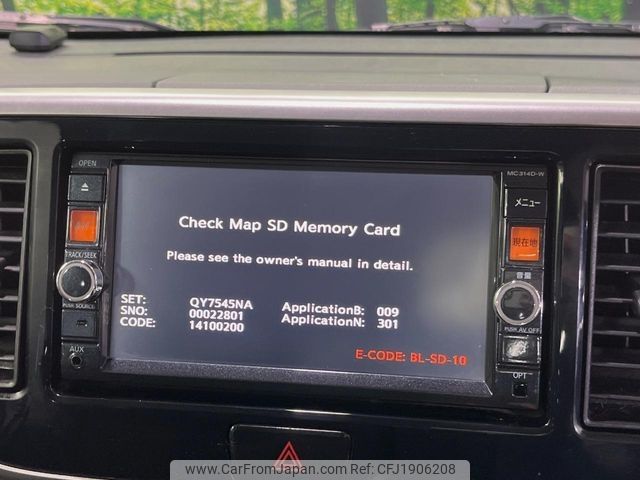 OPEN
MC314D-W
メニュー
TRACK/SEEK
PUSH SOURCE
AUX
Check Map SD Memory Card
Please see the owner's manual in detail.
SET: QY7545NA ApplicationB: 009
SNO: 00022801 ApplicationN: 301
CODE: 14100200
E-CODE: BL-SD-10
現在地
音量
PUSH AV OFF
OPT
www.CarFromJapan.com - CFJ1906208